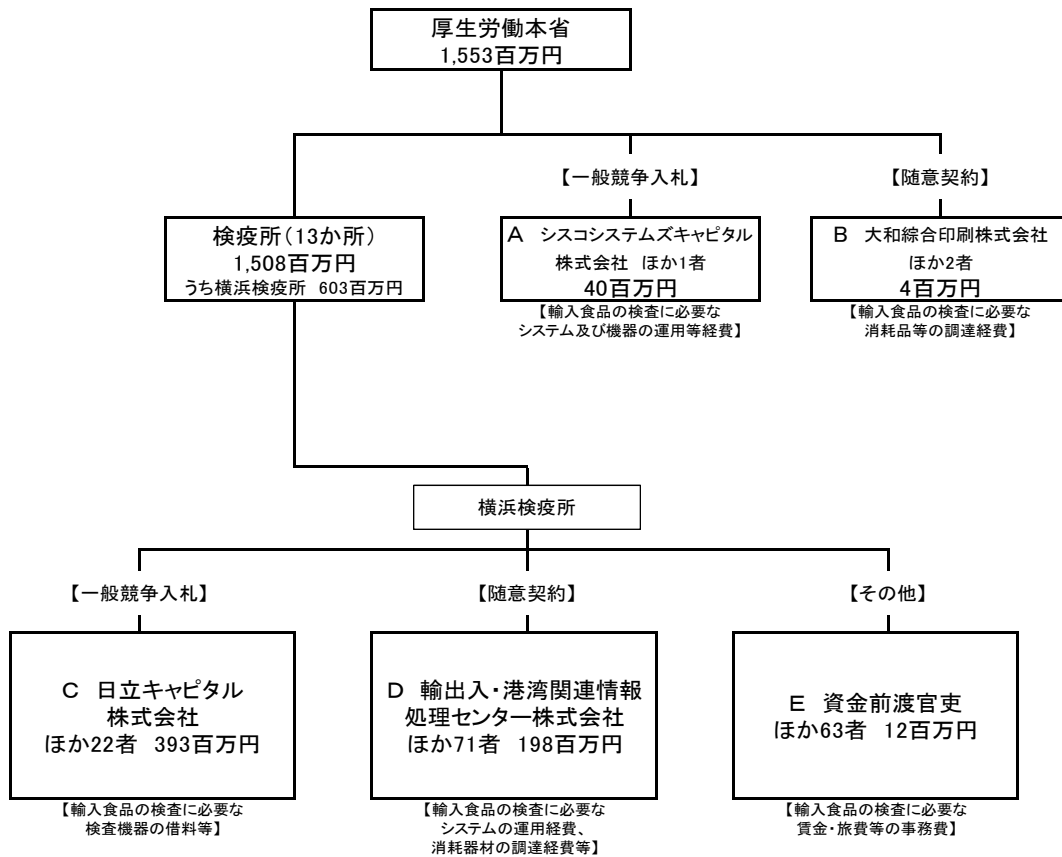 厚生労働本省
1,553百万円
【一般競争入札】
【随意契約】
検疫所(13か所)
1,508百万円
うち横浜検疫所 603百万円
A シスコシステムズキャピタル
株式会社 ほか1者
40百万円
【輸入食品の検査に必要な
システム及び機器の運用等経費】
B 大和綜合印刷株式会社
ほか2者
4百万円
【輸入食品の検査に必要な
消耗品等の調達経費】
横浜検疫所
【一般競争入札】
【随意契約】
【その他】
C 日立キャピタル
株式会社
ほか22者 393百万円
【輸入食品の検査に必要な
検査機器の借料等】
D 輸出入・港湾関連情報
処理センター株式会社
ほか71者 198百万円
【輸入食品の検査に必要な
システムの運用経費、
消耗器材の調達経費等】
E 資金前渡官吏
ほか63者 12百万円
【輸入食品の検査に必要な
賃金・旅費等の事務費】